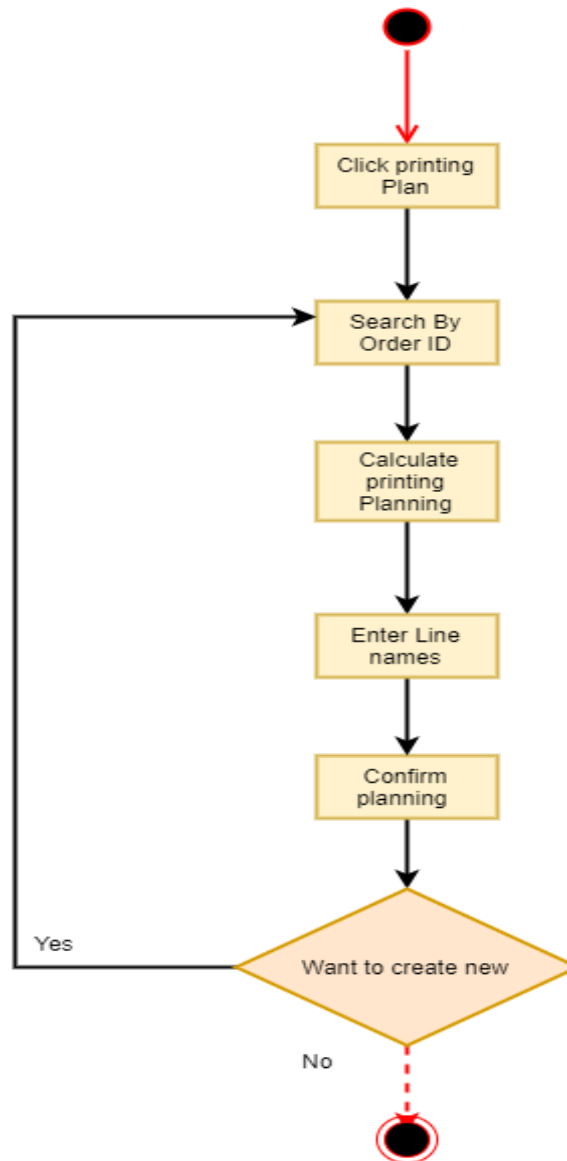 Click printing
Plan
Search By
Order ID
Calculate
printing
Planning
Enter Line
names
Confirm
planning
Yes
Want to create new
No